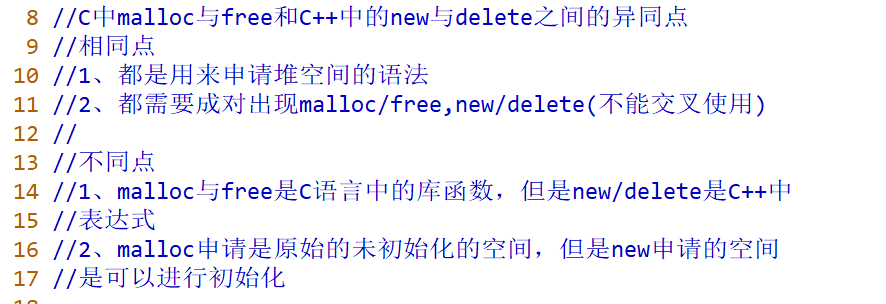 8 //C中malloc与free和C++中的new与delete之间的异同点
9 //相同点
10 //1、都是用来申请堆空间的语法
11 //2、都需要成对出现malloc/free,new/delete(不能交叉使用)
12 //
13 //不同点
14 //1、malloc与free是C语言中的库函数，但是new/delete是C++中
15 //表达式
16 //2、malloc申请是原始的未初始化的空间，但是new申请的空间
17 //是可以进行初始化